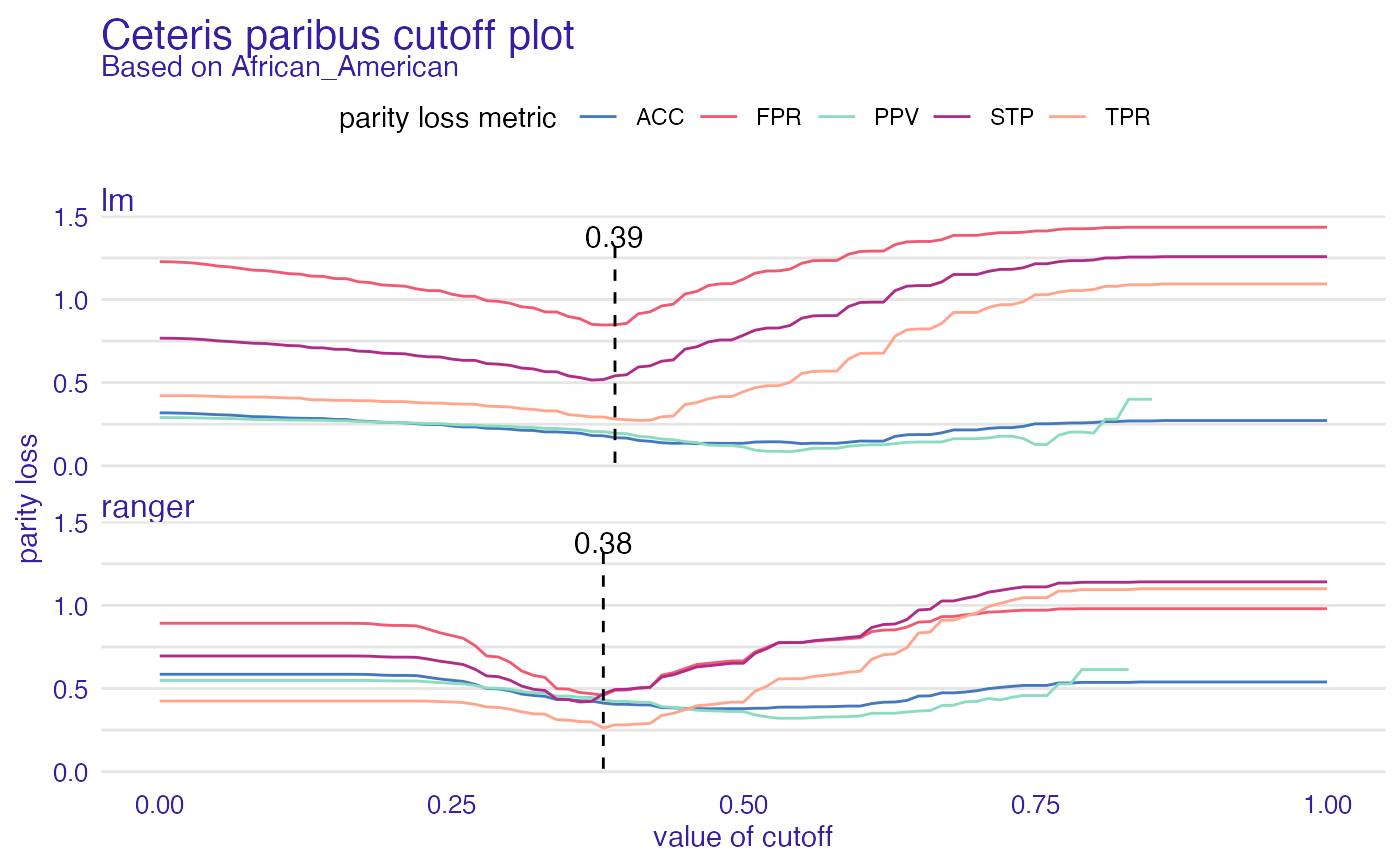 Ceteris paribus cutoff plot
Based on African_American
parity loss metric ACC FPR PPV STP TPR
lm
1.5
0.39
1.0
0.5
0.0
parity loss
ranger
1.5
0.38
1.0
0.5
0.0
0.00 0.25 0.50 0.75 1.00
value of cutoff